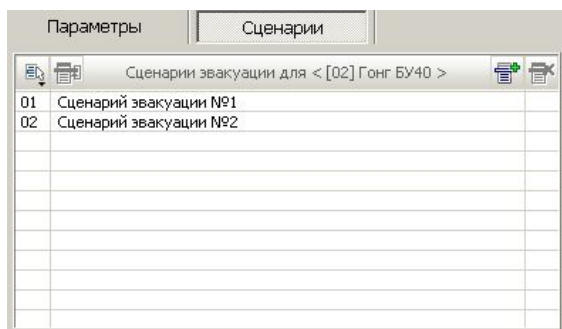 Параметры Сценарии
Сценарии эвакуации для < [02] Гонг БУ40 >
01 Сценарий эвакуации №1
02 Сценарий эвакуации №2